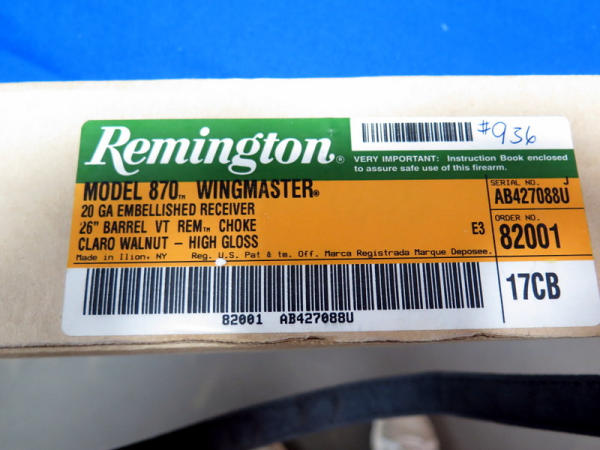 Remington®
#936
VERY IMPORTANT: Instruction Book enclosed
to assure safe use of this firearm.
MODEL 870™ WINGMASTER®
20 GA EMBELLISHED RECEIVER
26" BARREL VT REM™ CHOKE
E3
CLARO WALNUT - HIGH GLOSS
Made in Ilion, NY Reg. U.S. Pat & tm. Off. Marca Registrada Marque Deposee.
SERIAL NO. J
AB427088U
ORDER NO.
82001
17CB
82001 AB427088U